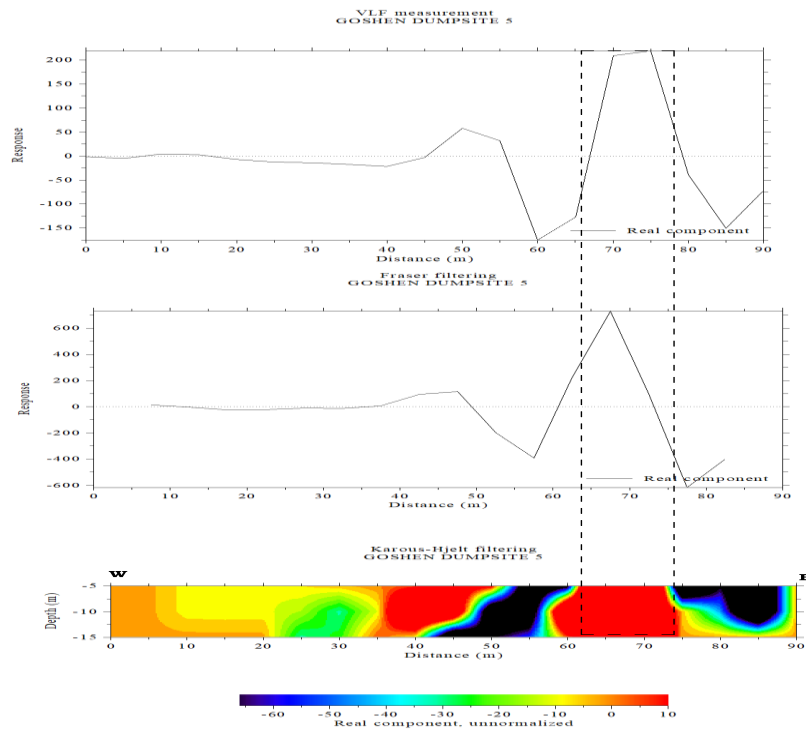 VLF measurement
GOSHEN DUMPSITE 5
200
150
100
50
0
-50
-100
-150
Response
Real component
0 10 20 30 40 50 60 70 80 90
Distance (m)
Fraser filtering
GOSHEN DUMPSITE 5
600
400
200
0
-200
-400
-600
Response
Real component
0 10 20 30 40 50 60 70 80 90
Distance (m)
Karous-Hjelt filtering
GOSHEN DUMPSITE 5
W
-5
-10
-15
Depth (m)
0 10 20 30 40 50 60 70 80 90
Distance (m)
-60 -50 -40 -30 -20 -10 0 10
Real component, unnormalized